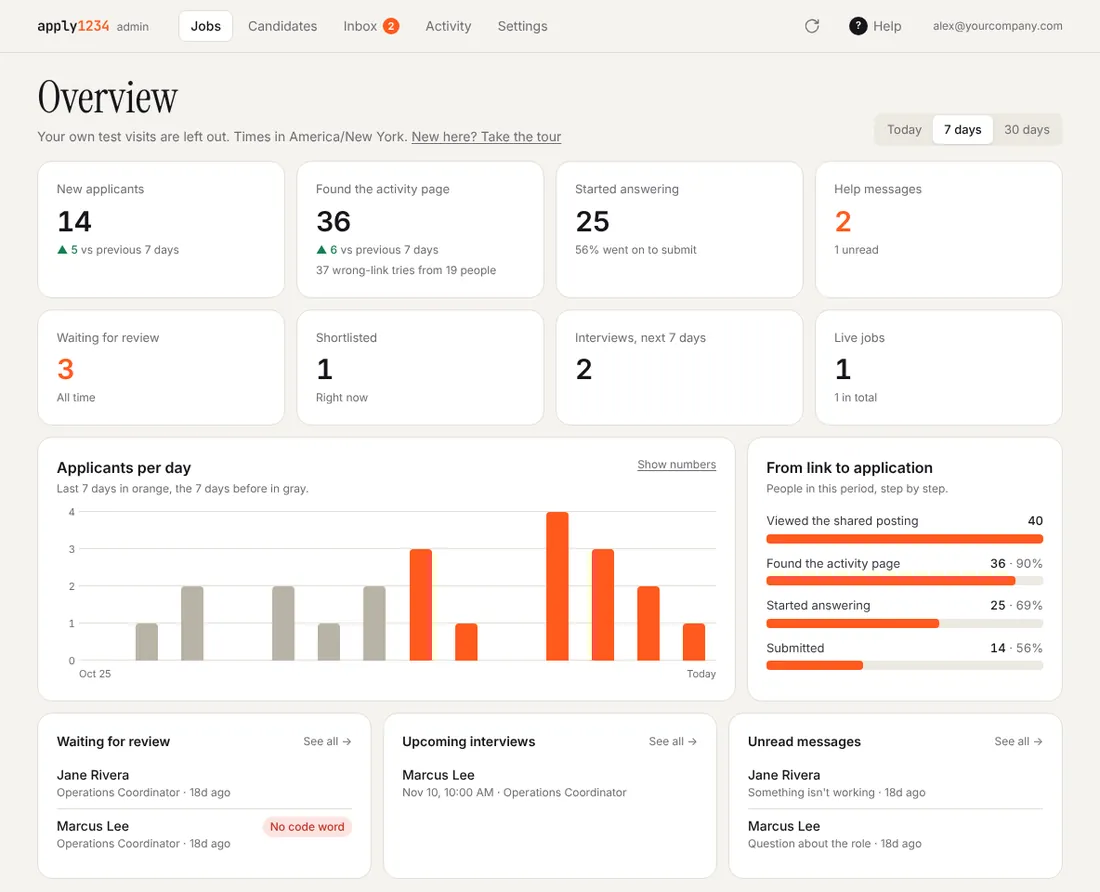 apply1234 admin Jobs Candidates Inbox 2 Activity Settings ? Help alex@yourcompany.com
Overview
Your own test visits are left out. Times in America/New York. New here? Take the tour
Today 7 days 30 days
New applicants
14
▲ 5 vs previous 7 days
Found the activity page
36
▲ 6 vs previous 7 days
37 wrong-link tries from 19 people
Started answering
25
56% went on to submit
Help messages
2
1 unread
Waiting for review
3
All time
Shortlisted
1
Right now
Interviews, next 7 days
2
Live jobs
1
1 in total
Applicants per day
Show numbers
Last 7 days in orange, the 7 days before in gray.
4
3
2
1
0
Oct 25 Today
From link to application
People in this period, step by step.
Viewed the shared posting 40
Found the activity page 36 · 90%
Started answering 25 · 69%
Submitted 14 · 56%
Waiting for review See all →
Jane Rivera
Operations Coordinator · 18d ago
Marcus Lee No code word
Operations Coordinator · 18d ago
Upcoming interviews See all →
Marcus Lee
Nov 10, 10:00 AM · Operations Coordinator
Unread messages See all →
Jane Rivera
Something isn't working · 18d ago
Marcus Lee
Question about the role · 18d ago